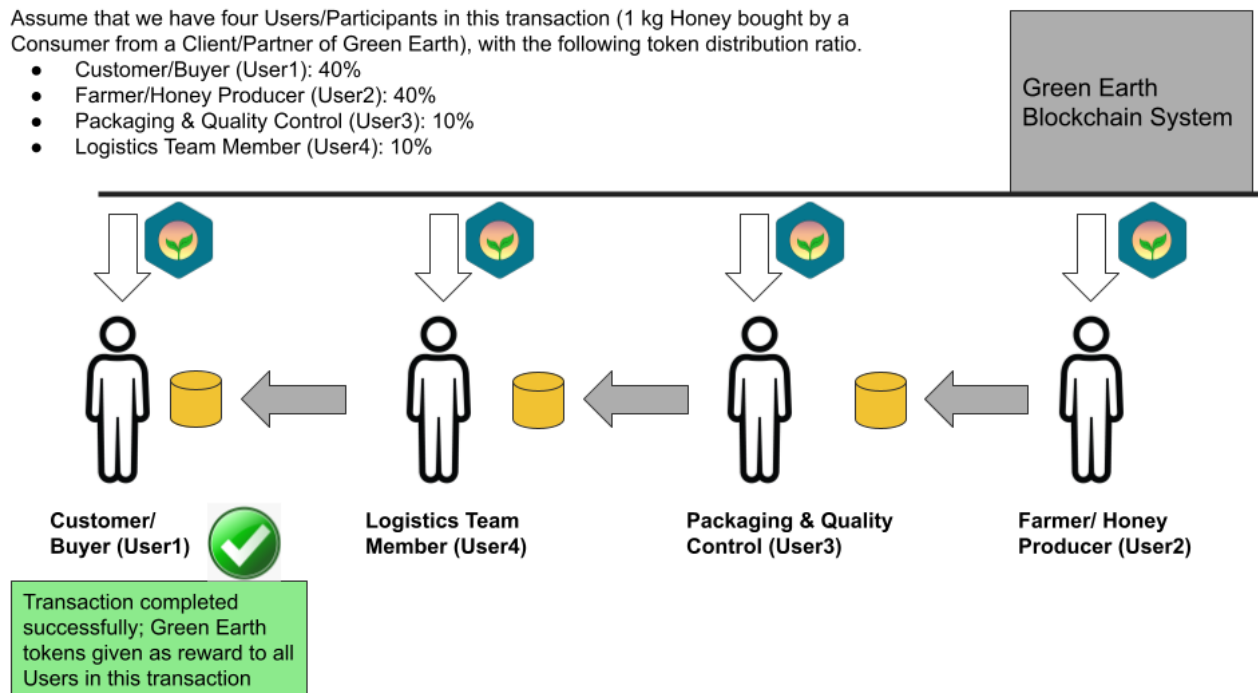 Assume that we have four Users/Participants in this transaction (1 kg Honey bought by a
Consumer from a Client/Partner of Green Earth), with the following token distribution ratio.
● Customer/Buyer (User1): 40%
● Farmer/Honey Producer (User2): 40%
● Packaging & Quality Control (User3): 10%
● Logistics Team Member (User4): 10%
Green Earth
Blockchain System
Customer/
Buyer (User1)
Logistics Team
Member (User4)
Packaging & Quality
Control (User3)
Farmer/ Honey
Producer (User2)
Transaction completed
successfully; Green Earth
tokens given as reward to all
Users in this transaction